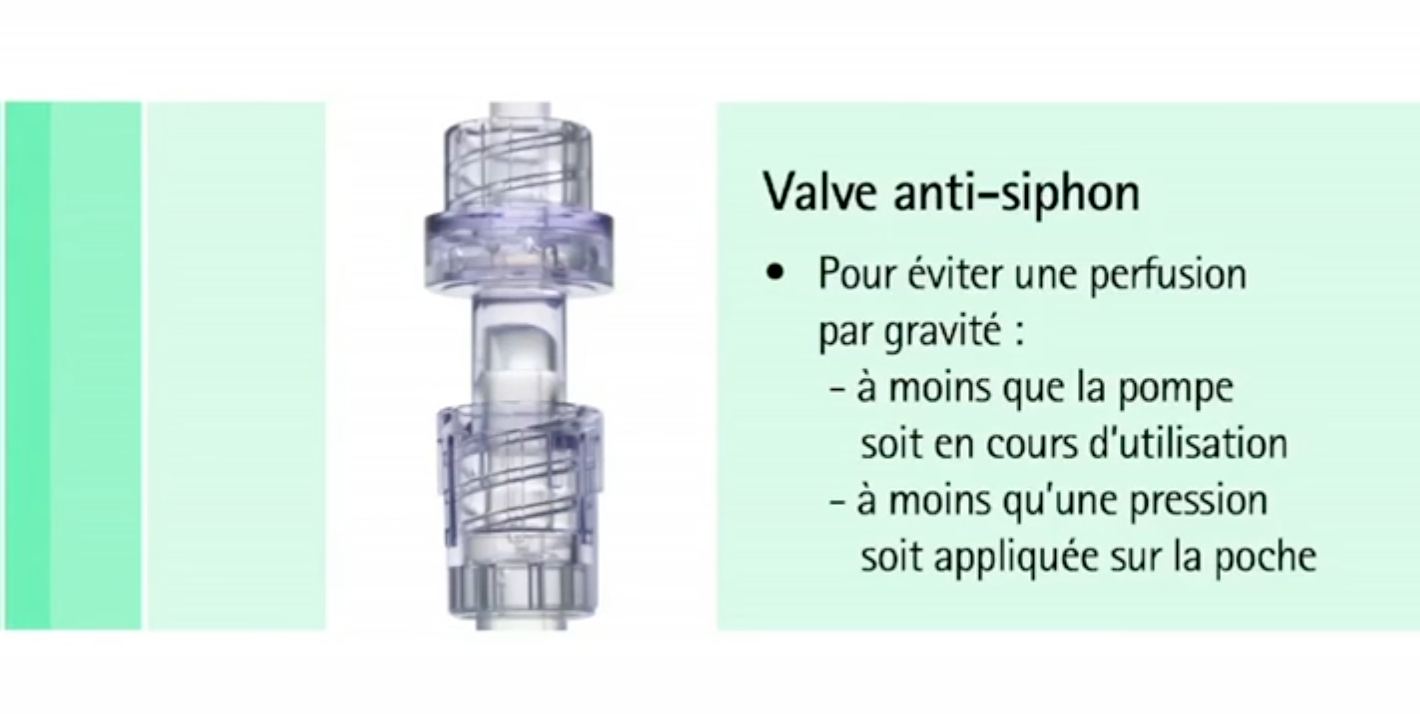 Valve anti-siphon
• Pour éviter une perfusion
par gravité :
- à moins que la pompe
soit en cours d'utilisation
- à moins qu'une pression
soit appliquée sur la poche